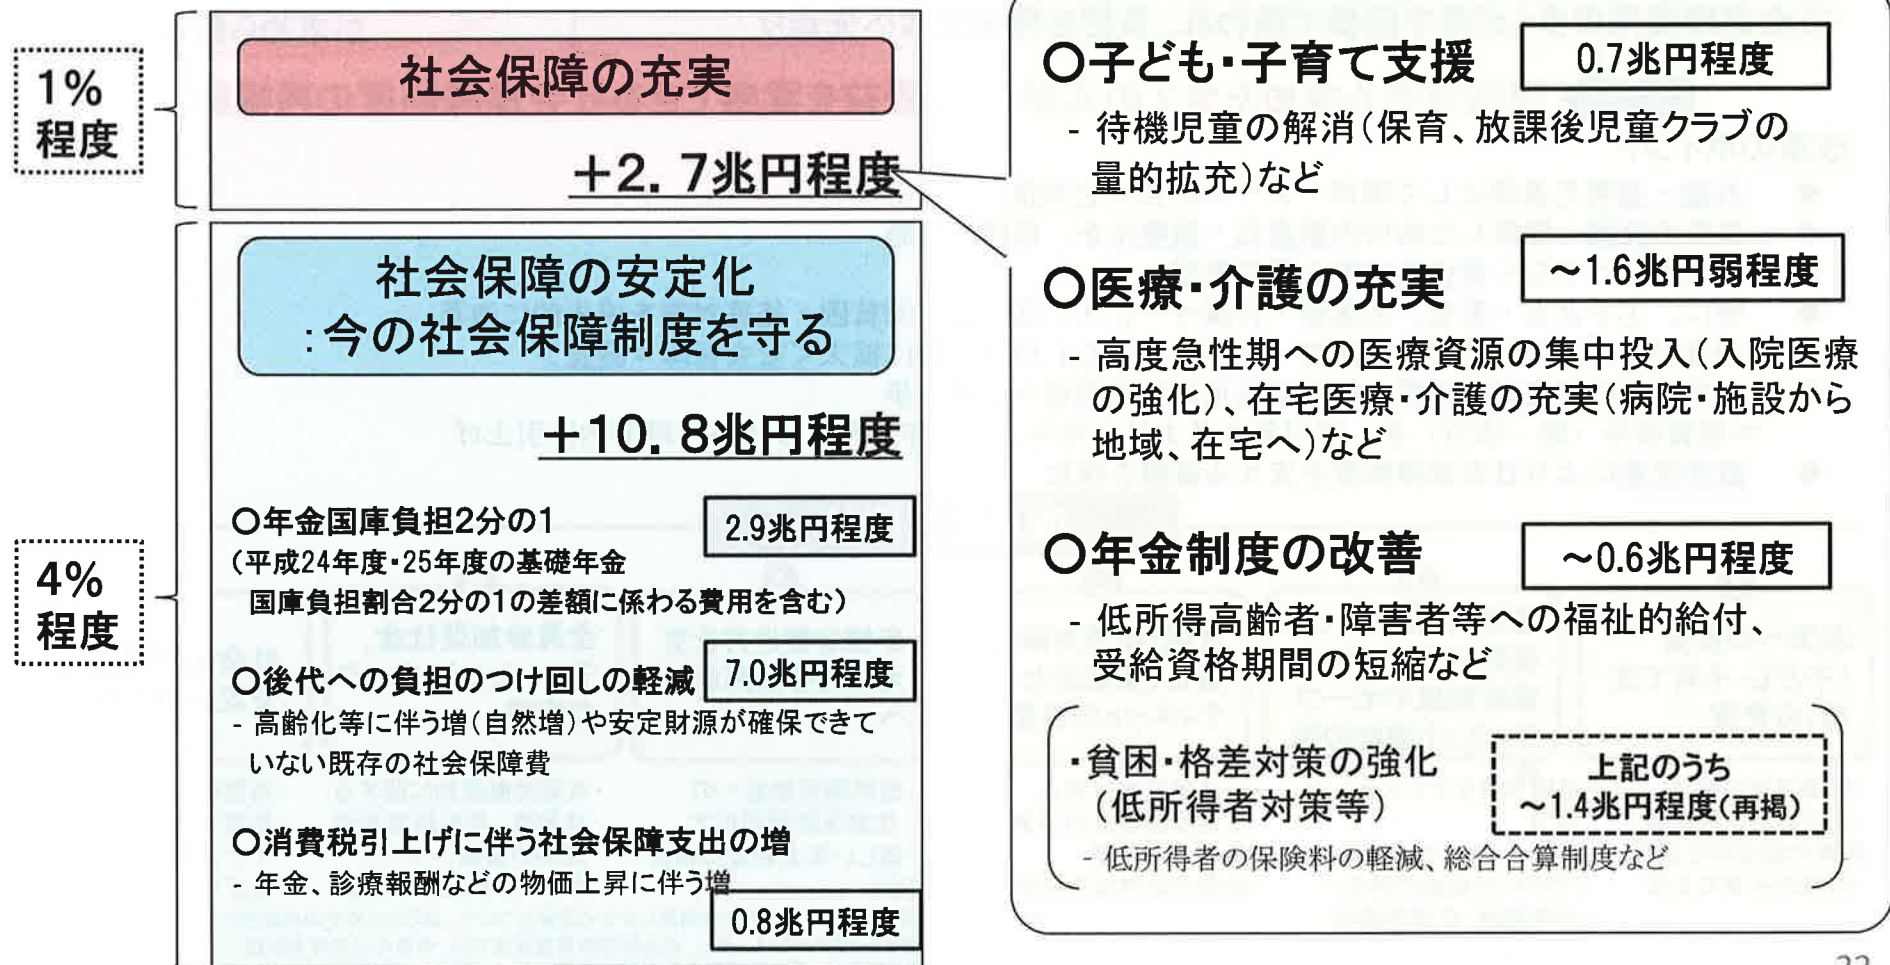 1%
程度
社会保障の充実
+2.7兆円程度
4%
程度
社会保障の安定化
:今の社会保障制度を守る
+10.8兆円程度
○年金国庫負担2分の1
2.9兆円程度
(平成24年度・25年度の基礎年金
国庫負担割合2分の1の差額に係わる費用を含む)
○後代への負担のつけ回しの軽減
7.0兆円程度
- 高齢化等に伴う増(自然増)や安定財源が確保できて
いない既存の社会保障費
○消費税引上げに伴う社会保障支出の増
- 年金、診療報酬などの物価上昇に伴う増
0.8兆円程度
○子ども・子育て支援
0.7兆円程度
- 待機児童の解消(保育、放課後児童クラブの
量的拡充)など
○医療・介護の充実
~1.6兆円弱程度
- 高度急性期への医療資源の集中投入(入院医療
の強化)、在宅医療・介護の充実(病院・施設から
地域、在宅へ)など
○年金制度の改善
~0.6兆円程度
- 低所得高齢者・障害者等への福祉的給付、
受給資格期間の短縮など
・貧困・格差対策の強化
(低所得者対策等)
上記のうち
~1.4兆円程度(再掲)
- 低所得者の保険料の軽減、総合合算制度など